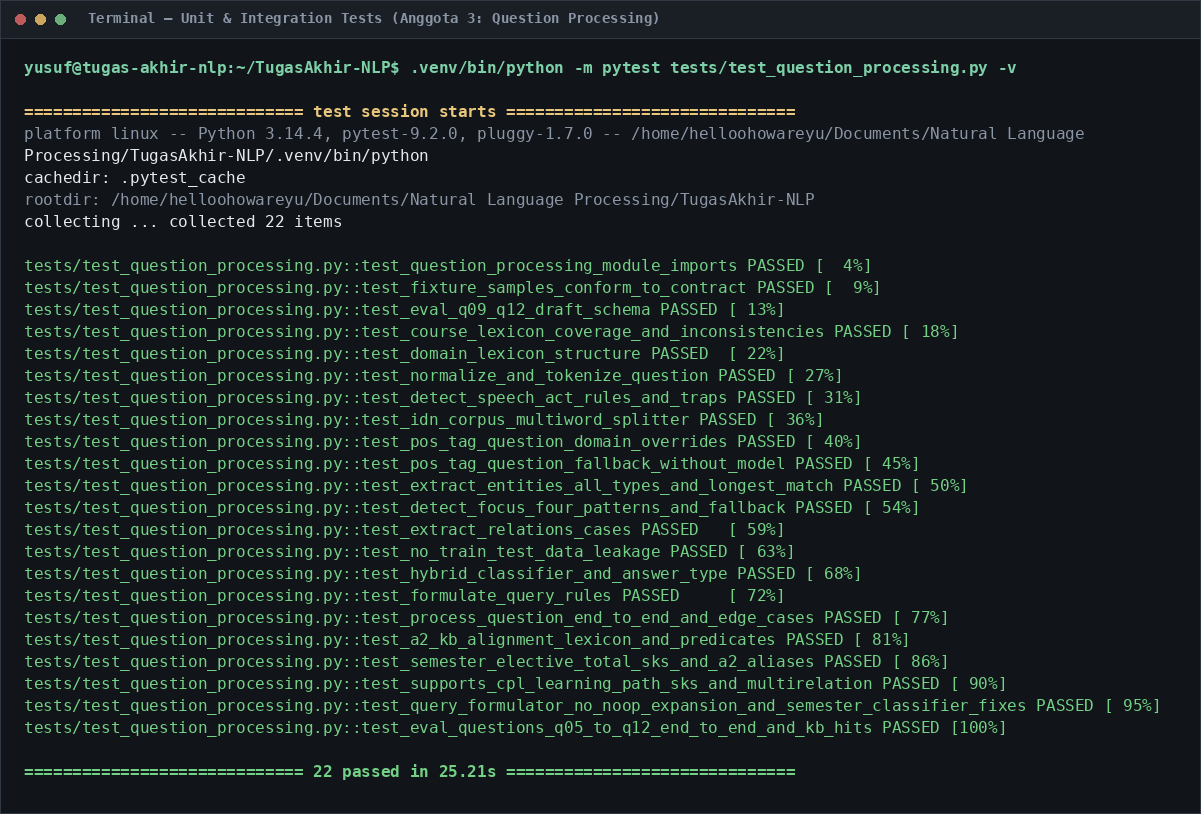 Terminal — Unit & Integration Tests (Anggota 3: Question Processing)
yusuf@tugas-akhir-nlp:~/TugasAkhir-NLP$ .venv/bin/python -m pytest tests/test_question_processing.py -v
============================= test session starts ==============================
platform linux -- Python 3.14.4, pytest-9.2.0, pluggy-1.7.0 -- /home/helloohowareyu/Documents/Natural Language
Processing/TugasAkhir-NLP/.venv/bin/python
cachedir: .pytest_cache
rootdir: /home/helloohowareyu/Documents/Natural Language Processing/TugasAkhir-NLP
collecting ... collected 22 items
tests/test_question_processing.py::test_question_processing_module_imports PASSED [  4%]
tests/test_question_processing.py::test_fixture_samples_conform_to_contract PASSED [  9%]
tests/test_question_processing.py::test_eval_q09_q12_draft_schema PASSED [ 13%]
tests/test_question_processing.py::test_course_lexicon_coverage_and_inconsistencies PASSED [ 18%]
tests/test_question_processing.py::test_domain_lexicon_structure PASSED  [ 22%]
tests/test_question_processing.py::test_normalize_and_tokenize_question PASSED [ 27%]
tests/test_question_processing.py::test_detect_speech_act_rules_and_traps PASSED [ 31%]
tests/test_question_processing.py::test_idn_corpus_multiword_splitter PASSED [ 36%]
tests/test_question_processing.py::test_pos_tag_question_domain_overrides PASSED [ 40%]
tests/test_question_processing.py::test_pos_tag_question_fallback_without_model PASSED [ 45%]
tests/test_question_processing.py::test_extract_entities_all_types_and_longest_match PASSED [ 50%]
tests/test_question_processing.py::test_detect_focus_four_patterns_and_fallback PASSED [ 54%]
tests/test_question_processing.py::test_extract_relations_cases PASSED   [ 59%]
tests/test_question_processing.py::test_no_train_test_data_leakage PASSED [ 63%]
tests/test_question_processing.py::test_hybrid_classifier_and_answer_type PASSED [ 68%]
tests/test_question_processing.py::test_formulate_query_rules PASSED     [ 72%]
tests/test_question_processing.py::test_process_question_end_to_end_and_edge_cases PASSED [ 77%]
tests/test_question_processing.py::test_a2_kb_alignment_lexicon_and_predicates PASSED [ 81%]
tests/test_question_processing.py::test_semester_elective_total_sks_and_a2_aliases PASSED [ 86%]
tests/test_question_processing.py::test_supports_cpl_learning_path_sks_and_multirelation PASSED [ 90%]
tests/test_question_processing.py::test_query_formulator_no_noop_expansion_and_semester_classifier_fixes PASSED [ 95%]
tests/test_question_processing.py::test_eval_questions_q05_to_q12_end_to_end_and_kb_hits PASSED [100%]
============================= 22 passed in 25.21s ==============================